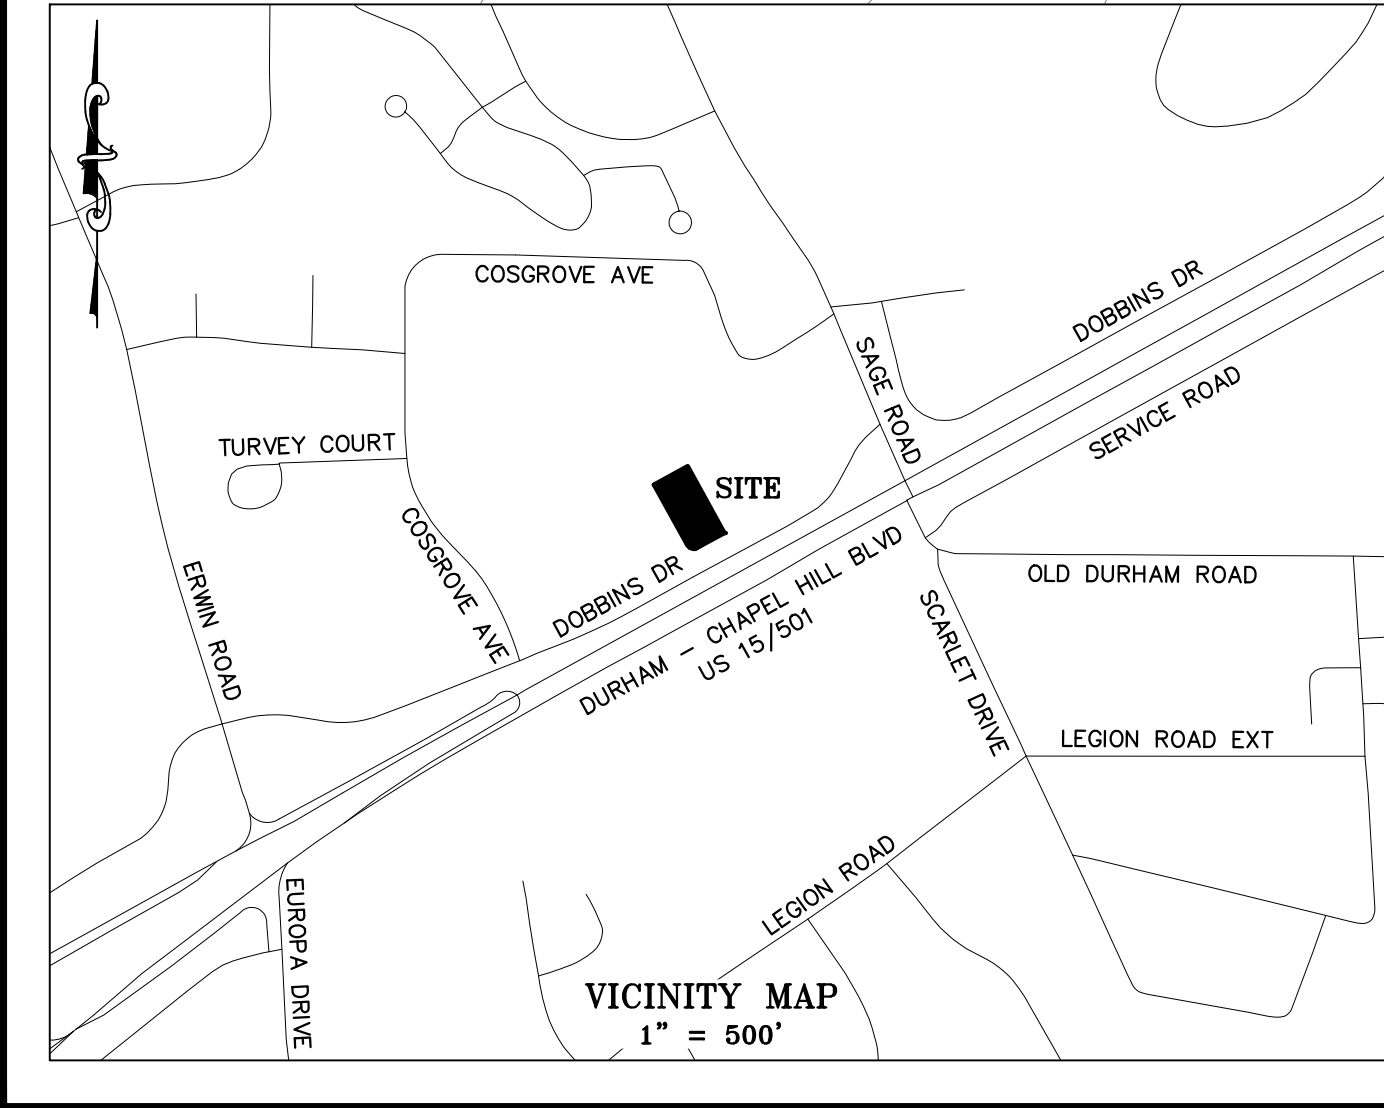 COSGROVE AVE
DOBBINS DR
SAGE ROAD
SERVICE ROAD
TURVEY COURT
SITE
COSGROVE AVE
DOBBINS DR
ERWIN ROAD
DURHAM - CHAPEL HILL BLVD
US 15/501
OLD DURHAM ROAD
SCARLET DRIVE
LEGION ROAD EXT
LEGION ROAD
EUROPA DRIVE
VICINITY MAP
1" = 500'